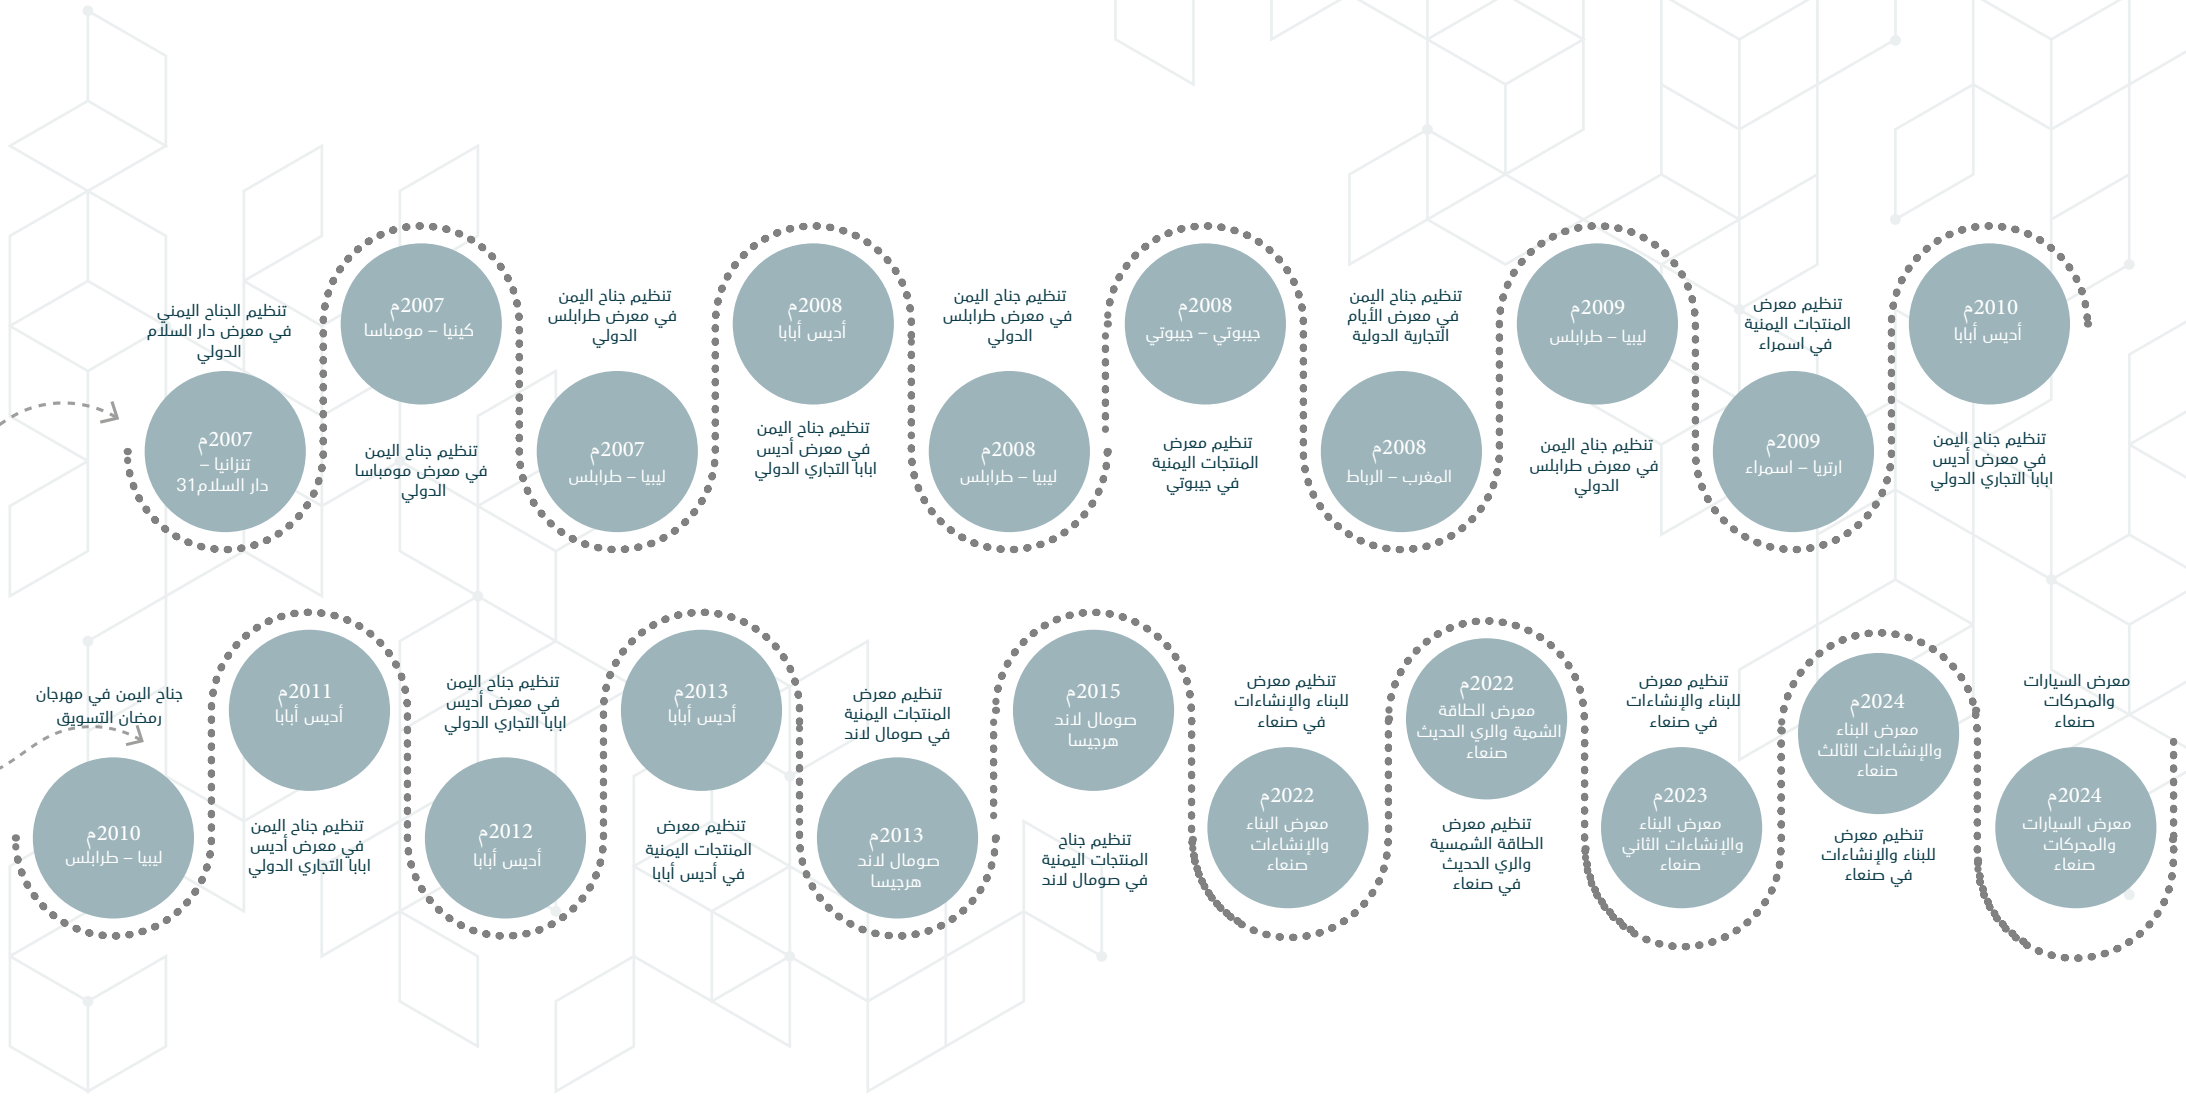 تنظيم الجناح اليمني
في معرض دار السلام
الدولي
2007م
تنزانيا –
دار السلام31
2007م
كينيا – مومباسا
تنظيم جناح اليمن
في معرض مومباسا
الدولي
تنظيم جناح اليمن
في معرض طرابلس
الدولي
2007م
ليبيا – طرابلس
2008م
أديس أبابا
تنظيم جناح اليمن
في معرض أديس
ابابا التجاري الدولي
تنظيم جناح اليمن
في معرض طرابلس
الدولي
2008م
ليبيا – طرابلس
2008م
جيبوتي – جيبوتي
تنظيم معرض
المنتجات اليمنية
في جيبوتي
تنظيم جناح اليمن
في معرض الأيام
التجارية الدولية
2008م
المغرب – الرباط
2009م
ليبيا – طرابلس
تنظيم جناح اليمن
في معرض طرابلس
الدولي
تنظيم معرض
المنتجات اليمنية
في اسمراء
2009م
ارتريا – اسمراء
2010م
أديس أبابا
تنظيم جناح اليمن
في معرض أديس
ابابا التجاري الدولي
جناح اليمن في مهرجان
رمضان التسويق
2010م
ليبيا – طرابلس
2011م
أديس أبابا
تنظيم جناح اليمن
في معرض أديس
ابابا التجاري الدولي
تنظيم جناح اليمن
في معرض أديس
ابابا التجاري الدولي
2012م
أديس أبابا
2013م
أديس أبابا
تنظيم معرض
المنتجات اليمنية
في أديس أبابا
تنظيم معرض
المنتجات اليمنية
في صومال لاند
2013م
صومال لاند
هرجيسا
2015م
صومال لاند
هرجيسا
تنظيم جناح
المنتجات اليمنية
في صومال لاند
تنظيم معرض
للبناء والإنشاءات
في صنعاء
2022م
معرض البناء
والإنشاءات
صنعاء
2022م
معرض الطاقة
الشمية والري الحديث
صنعاء
تنظيم معرض
الطاقة الشمسية
والري الحديث
في صنعاء
تنظيم معرض
للبناء والإنشاءات
في صنعاء
2023م
معرض البناء
والإنشاءات الثاني
صنعاء
2024م
معرض البناء
والإنشاءات الثالث
صنعاء
تنظيم معرض
للبناء والإنشاءات
في صنعاء
معرض السيارات
والمحركات
صنعاء
2024م
معرض السيارات
والمحركات
صنعاء